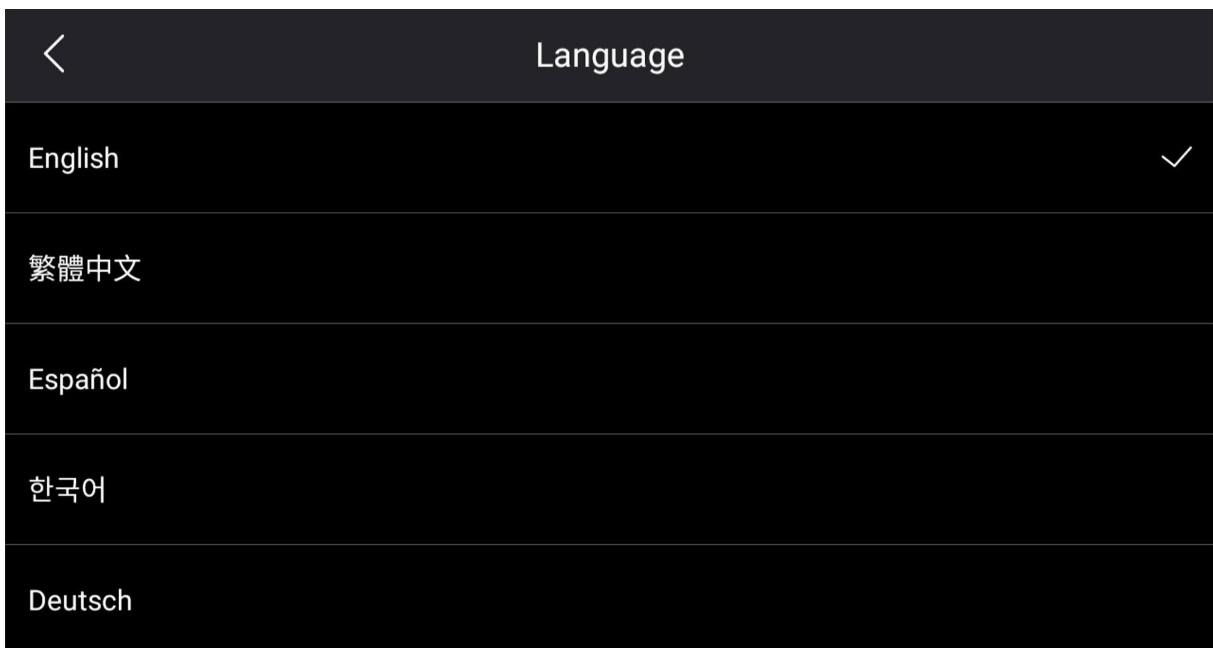 Language
English
繁體中文
Español
한국어
Deutsch